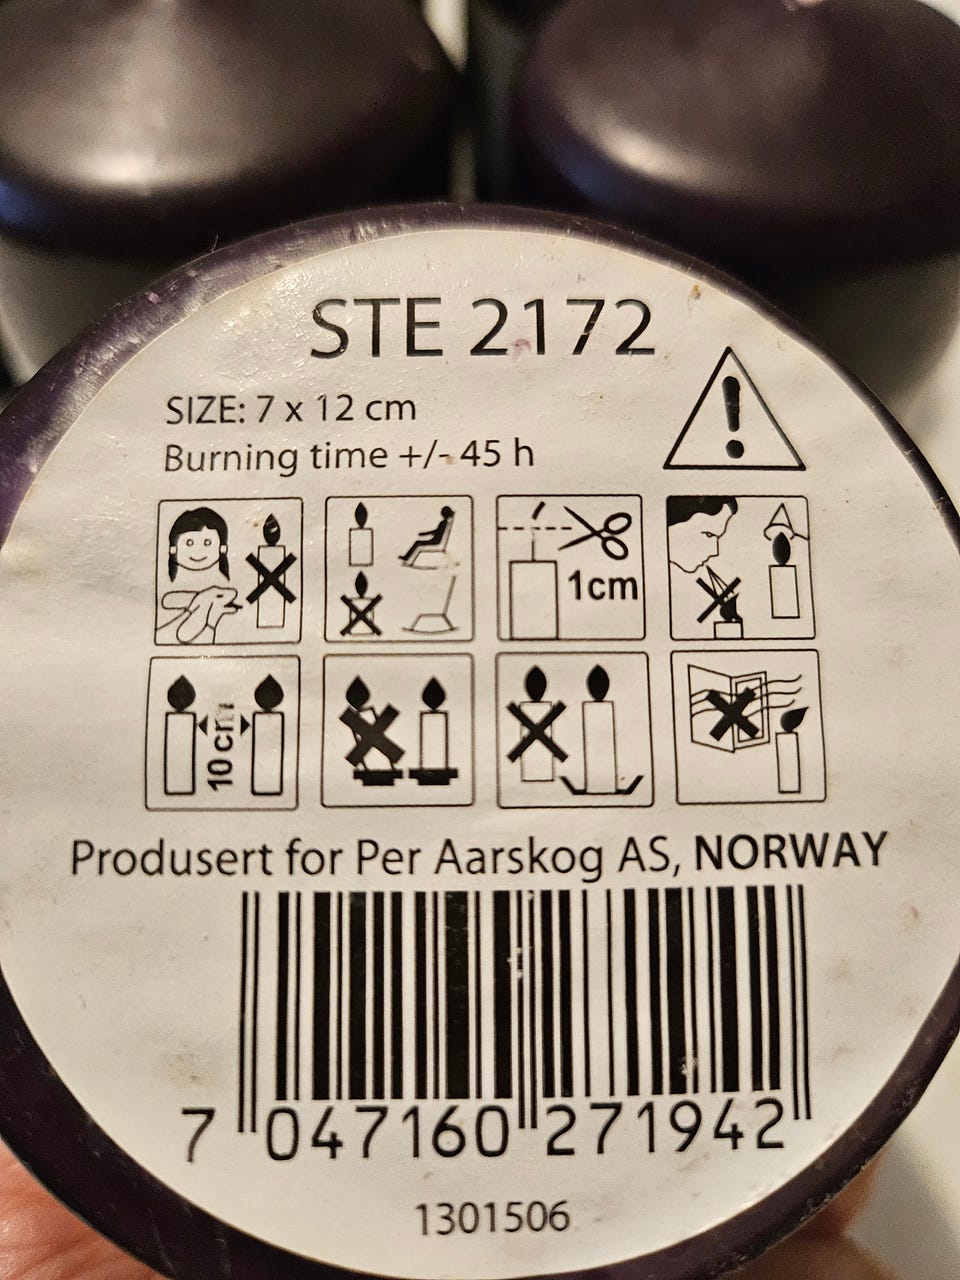 STE 2172
SIZE: 7 x 12 cm
Burning time +/- 45 h
1cm
10 cm
Produsert for Per Aarskog AS, NORWAY
7 047160 271942
1301506